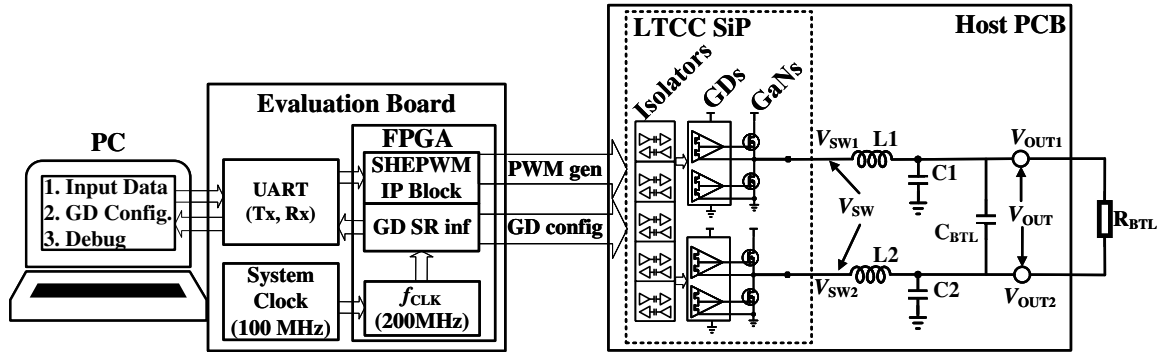 PC
1. Input Data
2. GD Config.
3. Debug
Evaluation Board
UART
(Tx, Rx)
System
Clock
(100 MHz)
FPGA
SHEPWM
IP Block
GD SR inf
fCLK
(200MHz)
PWM gen
GD config
LTCC SiP
Isolators
GDs
GaNs
Host PCB
VSW1
L1
C1
VOUT1
VSW
CBTL
VOUT
RBTL
L2
VSW2
C2
VOUT2